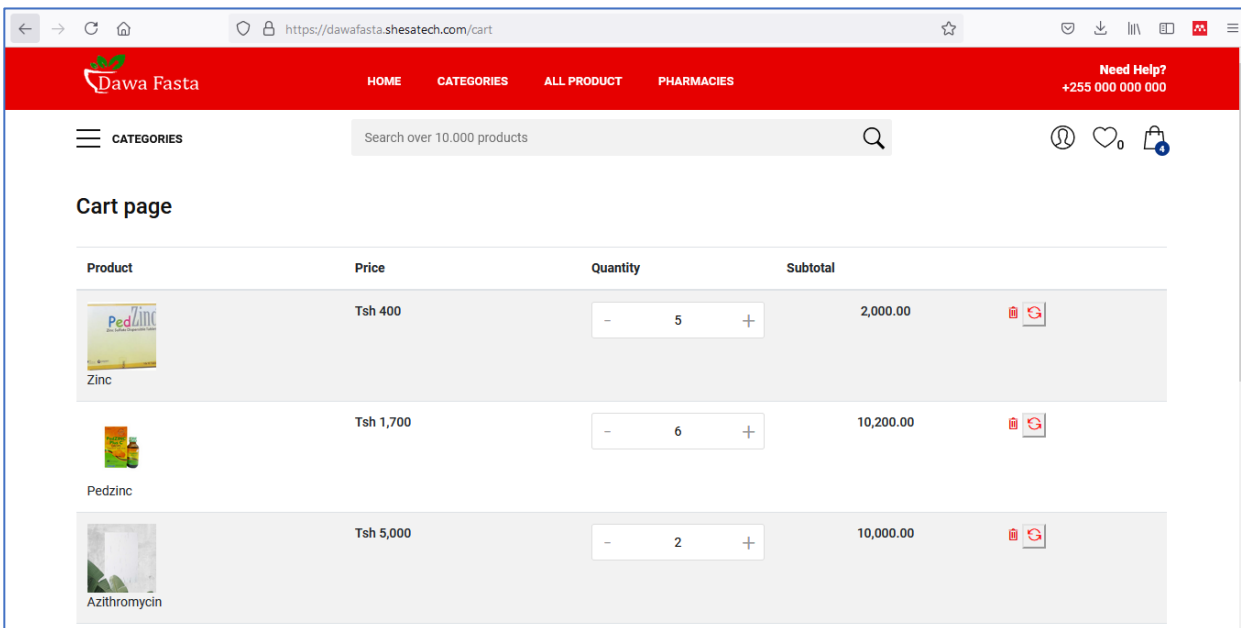 https://dawafasta.shesatech.com/cart
Dawa Fasta
HOME CATEGORIES ALL PRODUCT PHARMACIES
Need Help?
+255 000 000 000
CATEGORIES
Search over 10.000 products
0
4
Cart page
Product Price Quantity Subtotal
PedZinc
Tsh 400 - 5 + 2,000.00
Zinc
Tsh 1,700 - 6 + 10,200.00
Pedzinc
Tsh 5,000 - 2 + 10,000.00
Azithromycin